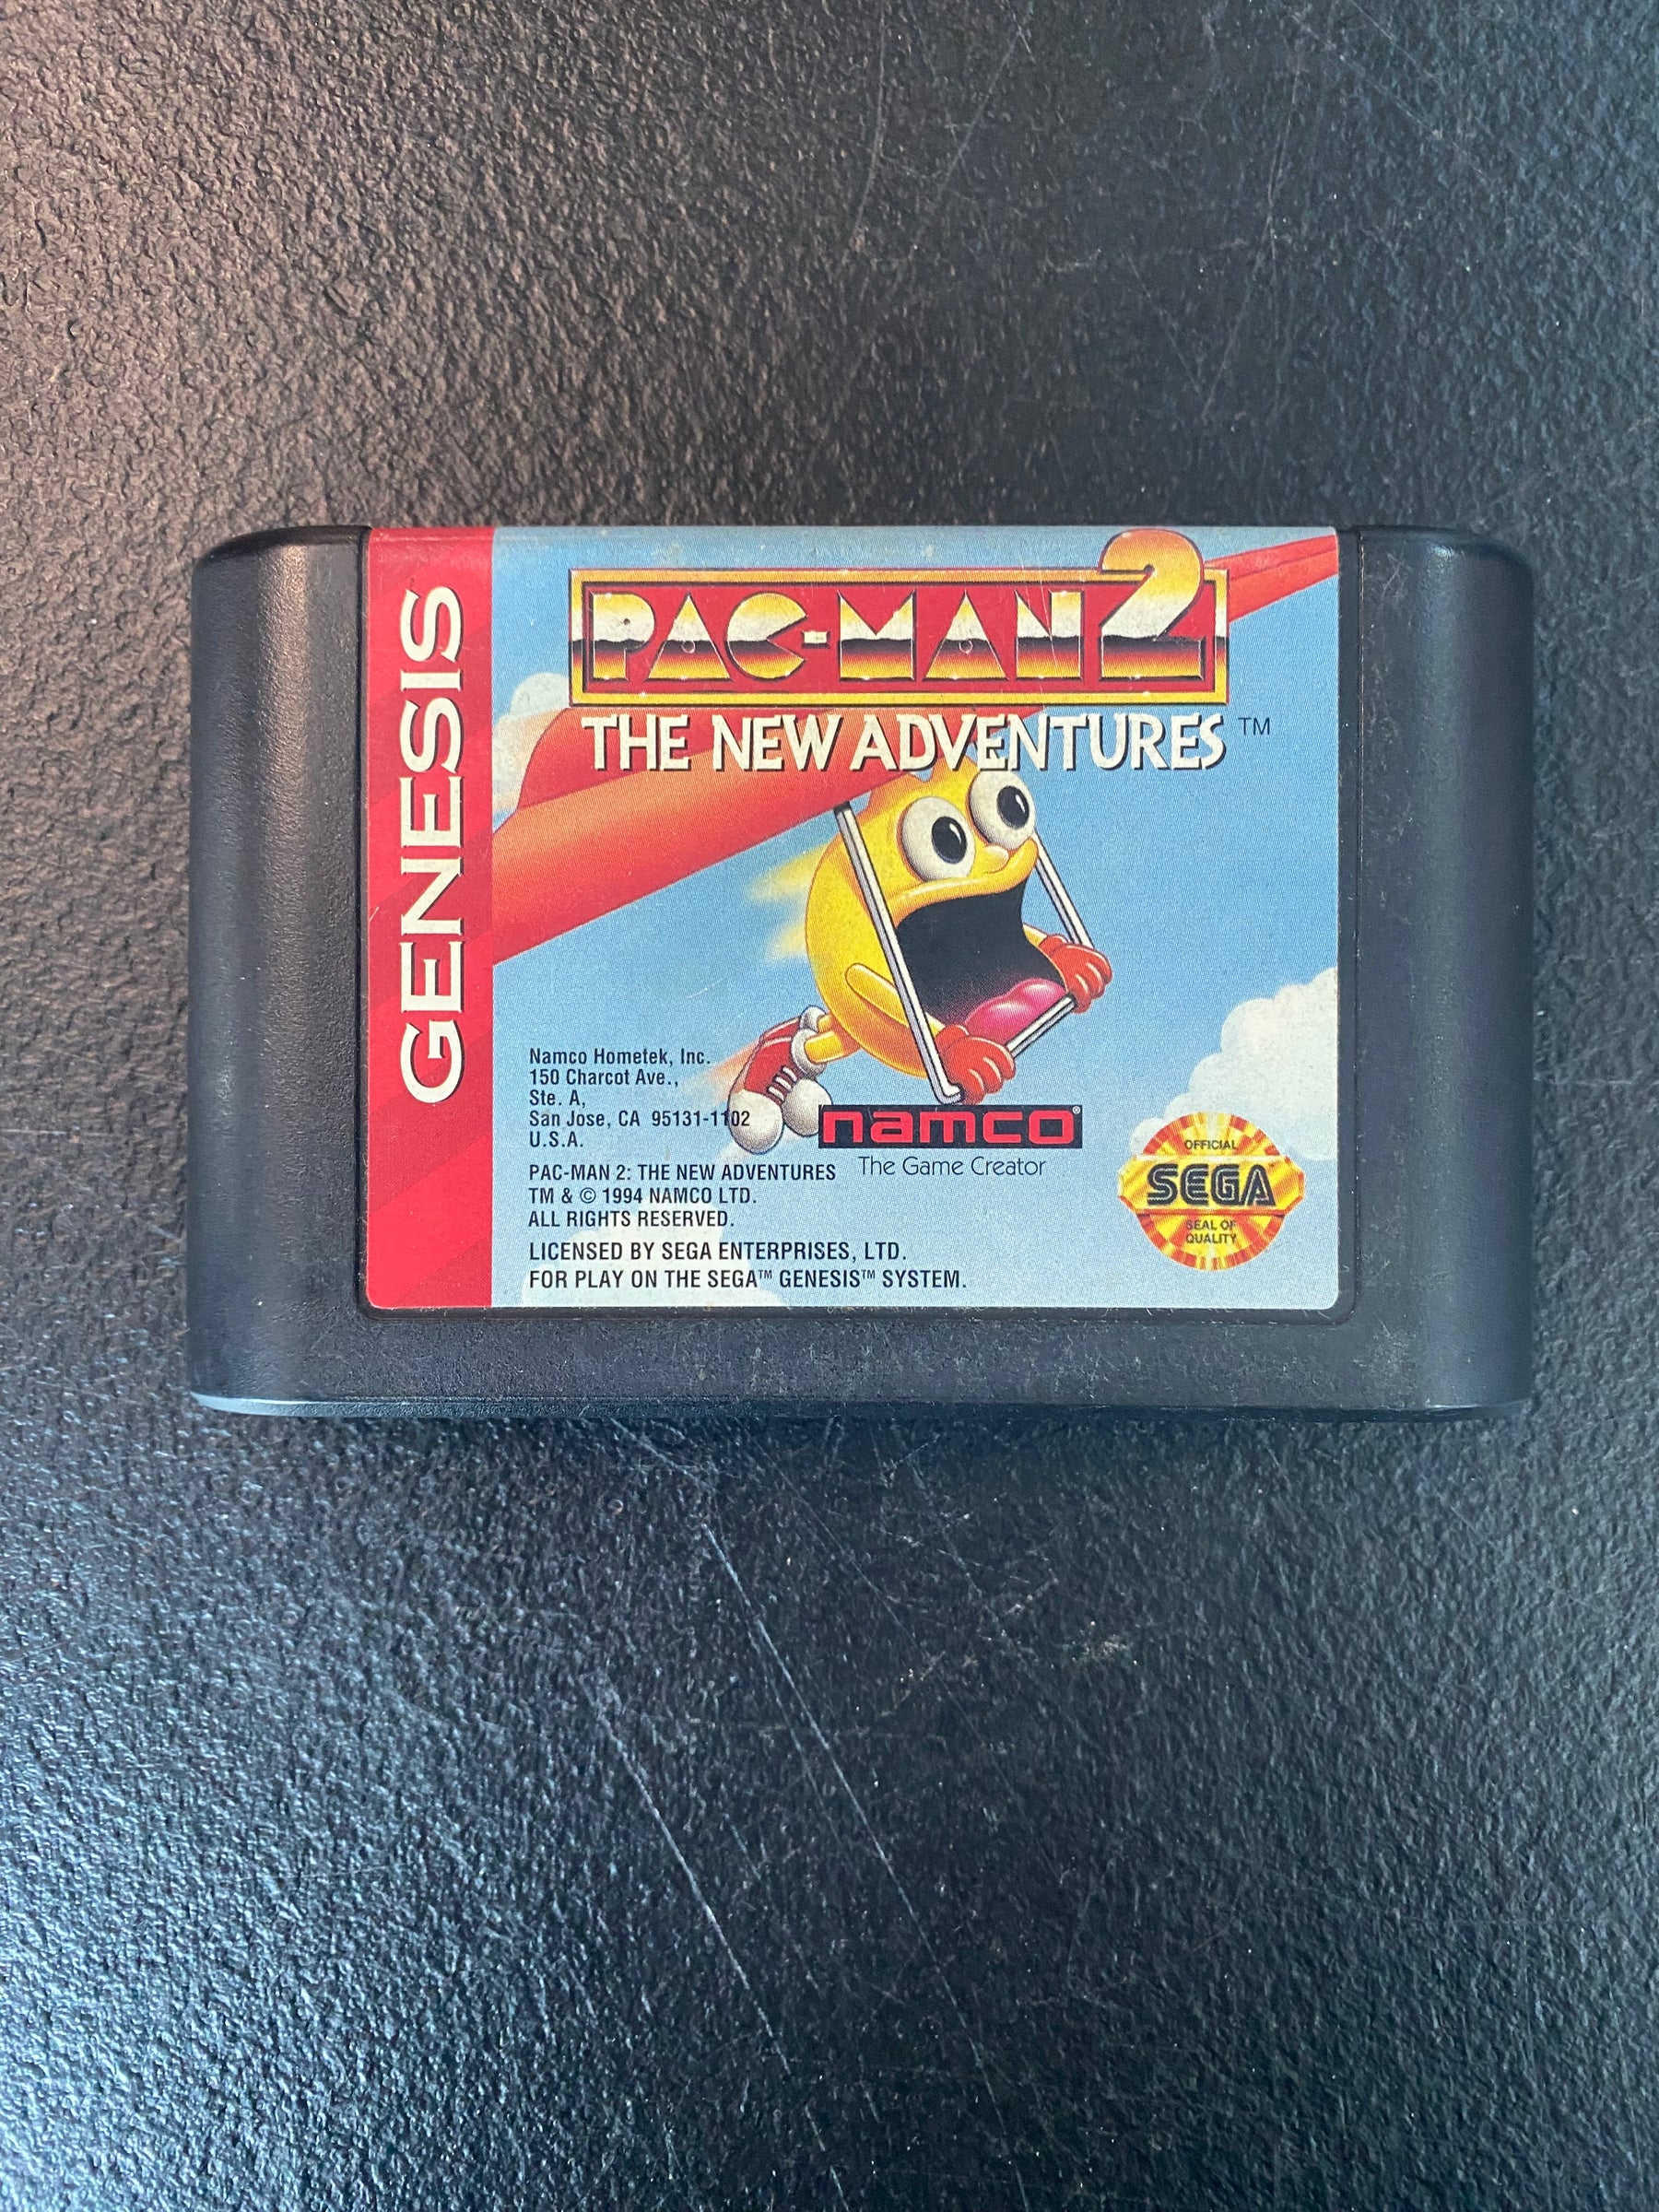 GENESIS
PAC-MAN 2
THE NEW ADVENTURES ™
Namco Hometek, Inc.
150 Charcot Ave.,
Ste. A,
San Jose, CA 95131-1102
U.S.A.
namco®
The Game Creator
PAC-MAN 2: THE NEW ADVENTURES
TM & © 1994 NAMCO LTD.
ALL RIGHTS RESERVED.
LICENSED BY SEGA ENTERPRISES, LTD.
FOR PLAY ON THE SEGA™ GENESIS™ SYSTEM.
OFFICIAL
SEGA
SEAL OF
QUALITY